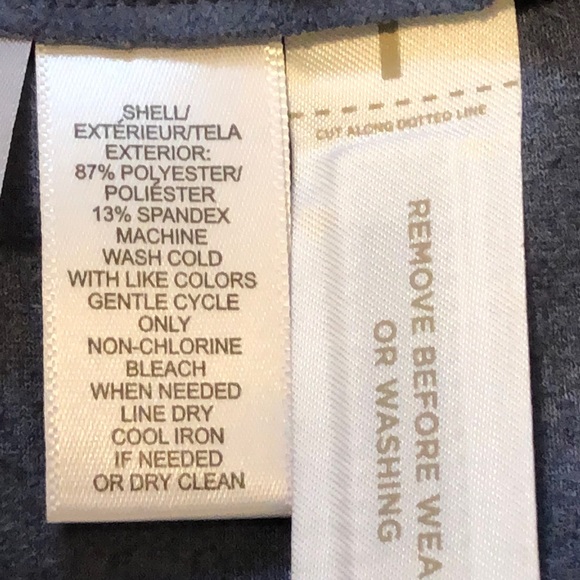 SHELL/
EXTÉRIEUR/TELA
EXTERIOR:
87% POLYESTER/
POLIÉSTER
13% SPANDEX
MACHINE
WASH COLD
WITH LIKE COLORS
GENTLE CYCLE
ONLY
NON-CHLORINE
BLEACH
WHEN NEEDED
LINE DRY
COOL IRON
IF NEEDED
OR DRY CLEAN
CUT ALONG DOTTED LINE
REMOVE BEFORE WEA
OR WASHING